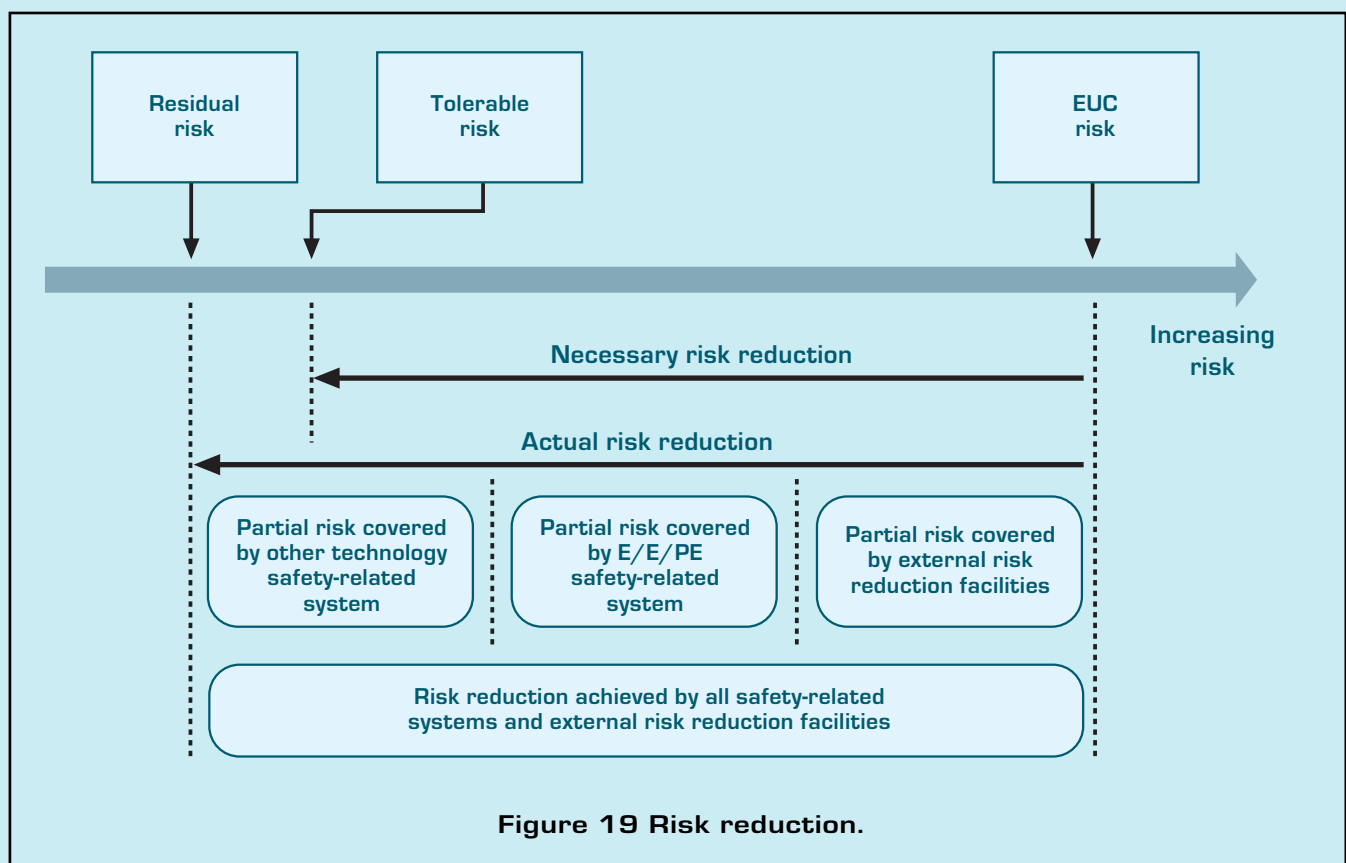 Residual
risk
Tolerable
risk
EUC
risk
Increasing
risk
Necessary risk reduction
Actual risk reduction
Partial risk covered
by other technology
safety-related
system
Partial risk covered
by E/E/PE
safety-related
system
Partial risk covered
by external risk
reduction facilities
Risk reduction achieved by all safety-related
systems and external risk reduction facilities
Figure 19 Risk reduction.